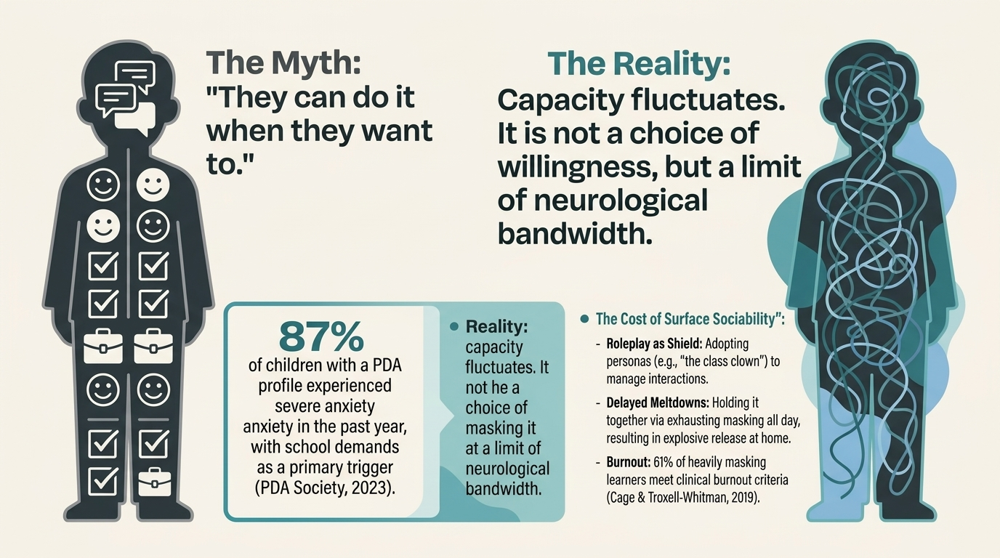 The Myth:
"They can do it
when they want
to."
The Reality:
Capacity fluctuates.
It is not a choice of
willingness, but a limit
of neurological
bandwidth.
87%
of children with a PDA
profile experienced
severe anxiety
anxiety in the past year,
with school demands
as a primary trigger
(PDA Society, 2023).
• Reality:
capacity
fluctuates. It
not he a
choice of
masking it
at a limit of
neurological
bandwidth.
• The Cost of Surface Sociability”:
- Roleplay as Shield: Adopting
personas (e.g., “the class clown”) to
manage interactions.
- Delayed Meltdowns: Holding it
together via exhausting masking all day,
resulting in explosive release at home.
- Burnout: 61% of heavily masking
learners meet clinical burnout criteria
(Cage & Troxell-Whitman, 2019).